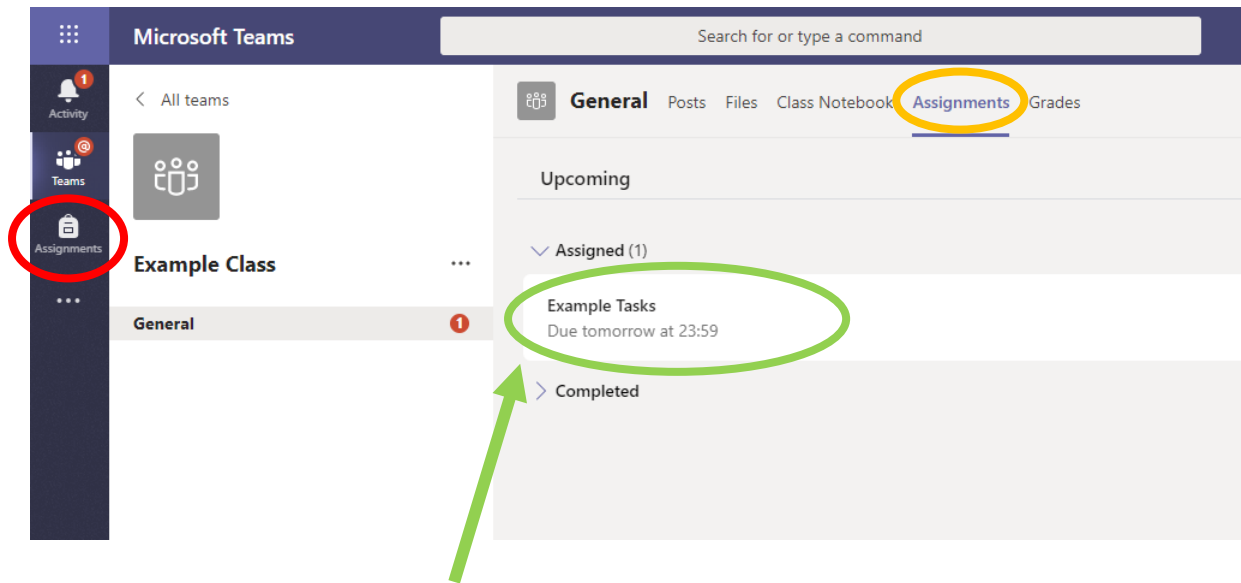 Microsoft Teams
Search for or type a command
1
Activity
@
Teams
Assignments
All teams
Example Class
General
1
General Posts Files Class Notebook Assignments Grades
Upcoming
Assigned (1)
Example Tasks
Due tomorrow at 23:59
Completed